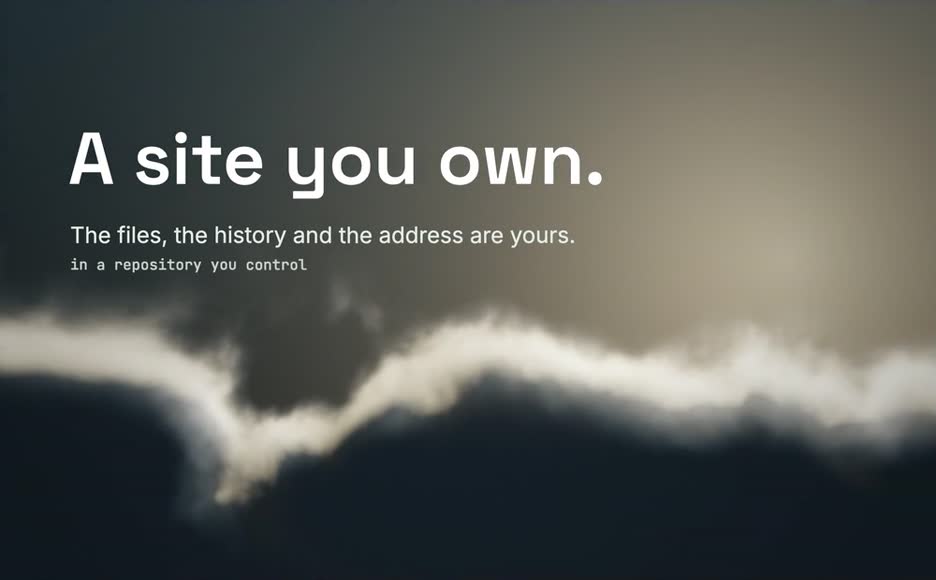 A site you own.
The files, the history and the address are yours.
in a repository you control